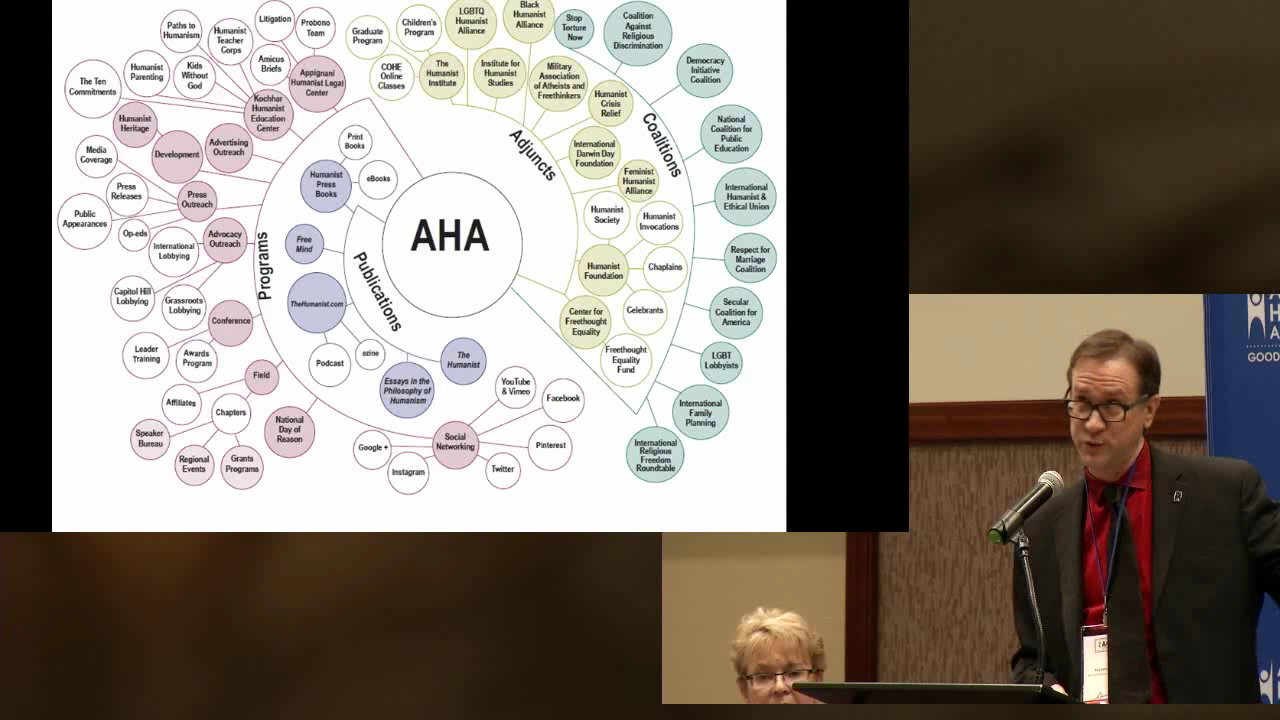 AHA
Publications
Programs
Adjuncts
Coalitions
Litigation
Probono
Team
Paths to
Humanism
Humanist
Teacher
Corps
Amicus
Briefs
Appignani
Humanist Legal
Center
Humanist
Parenting
Kids
Without
God
The Ten
Commitments
Kochhar
Humanist
Education
Center
Humanist
Heritage
Development
Advertising
Outreach
Media
Coverage
Press
Releases
Press
Outreach
Public
Appearances
Op-eds
International
Lobbying
Advocacy
Outreach
Capitol Hill
Lobbying
Grassroots
Lobbying
Conference
Leader
Training
Awards
Program
Field
Affiliates
Chapters
Speaker
Bureau
Regional
Events
Grants
Programs
National
Day of
Reason
Google +
Instagram
Social
Networking
Twitter
Pinterest
Facebook
YouTube
& Vimeo
Print
Books
eBooks
Humanist
Press
Books
Free
Mind
TheHumanist.com
Podcast
ezine
Essays in the
Philosophy of
Humanism
The
Humanist
Graduate
Program
Children's
Program
COHE
Online
Classes
The
Humanist
Institute
LGBTQ
Humanist
Alliance
Black
Humanist
Alliance
Institute for
Humanist
Studies
Military
Association
of Atheists and
Freethinkers
Humanist
Crisis
Relief
International
Darwin Day
Foundation
Feminist
Humanist
Alliance
Humanist
Society
Humanist
Invocations
Chaplains
Humanist
Foundation
Celebrants
Center for
Freethought
Equality
Freethought
Equality
Fund
Stop
Torture
Now
Coalition
Against
Religious
Discrimination
Democracy
Initiative
Coalition
National
Coalition for
Public
Education
International
Humanist &
Ethical Union
Respect for
Marriage
Coalition
Secular
Coalition for
America
LGBT
Lobbyists
International
Family
Planning
International
Religious
Freedom
Roundtable
GOOD